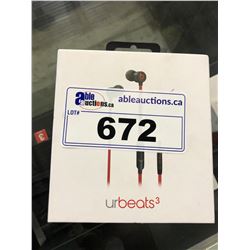 able
auctions.ca
ableauctions.ca
LOT#
672
urbeats³